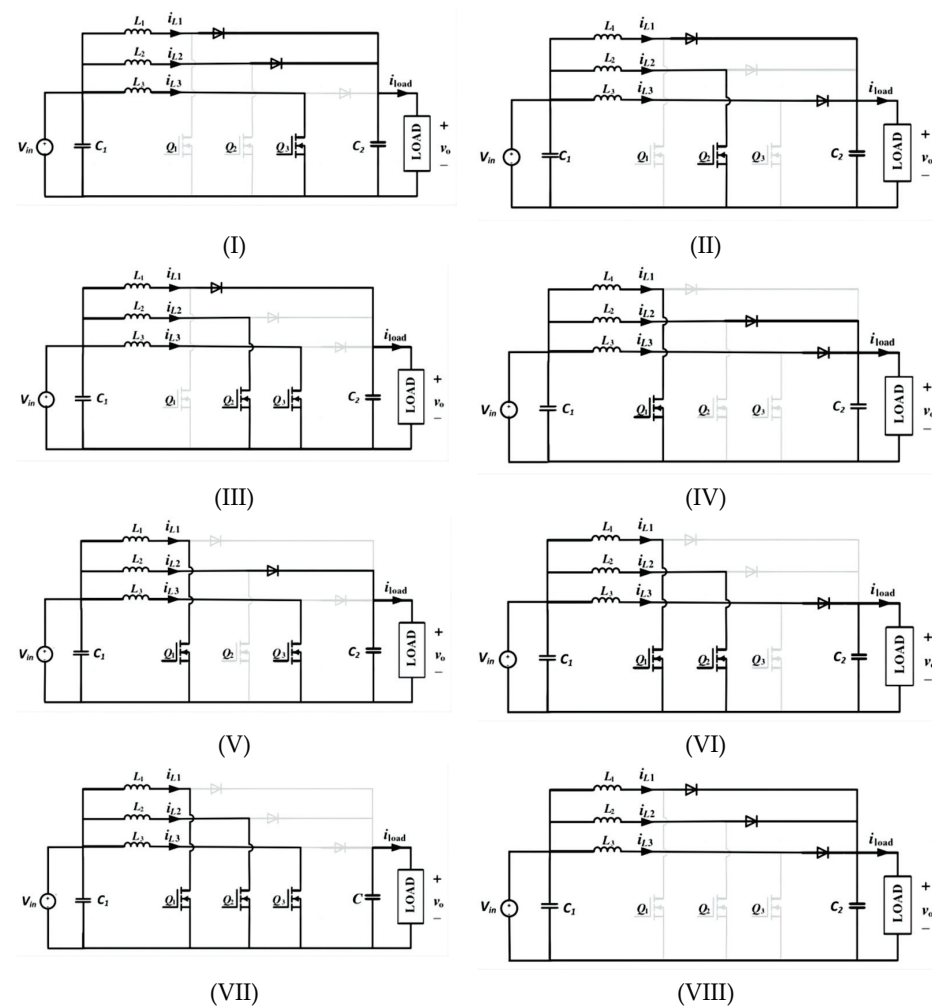 L1 iL1
L2 iL2
L3 iL3
iload
Vin
C1
Q1 Q2 Q3
C2
LOAD
+
vo
−
(I)
L1 iL1
L2 iL2
L3 iL3
iload
Vin
C1
Q1 Q2 Q3
C2
LOAD
+
vo
−
(II)
L1 iL1
L2 iL2
L3 iL3
iload
Vin
C1
Q1 Q2 Q3
C2
LOAD
+
vo
−
(III)
L1 iL1
L2 iL2
L3 iL3
iload
Vin
C1
Q1 Q2 Q3
C2
LOAD
+
vo
−
(IV)
L1 iL1
L2 iL2
L3 iL3
iload
Vin
C1
Q1 Q2 Q3
C2
LOAD
+
vo
−
(V)
L1 iL1
L2 iL2
L3 iL3
iload
Vin
C1
Q1 Q2 Q3
C2
LOAD
+
vo
−
(VI)
L1 iL1
L2 iL2
L3 iL3
iload
Vin
C1
Q1 Q2 Q3
C
LOAD
+
vo
−
(VII)
L1 iL1
L2 iL2
L3 iL3
iload
Vin
C1
Q1 Q2 Q3
C2
LOAD
+
vo
−
(VIII)